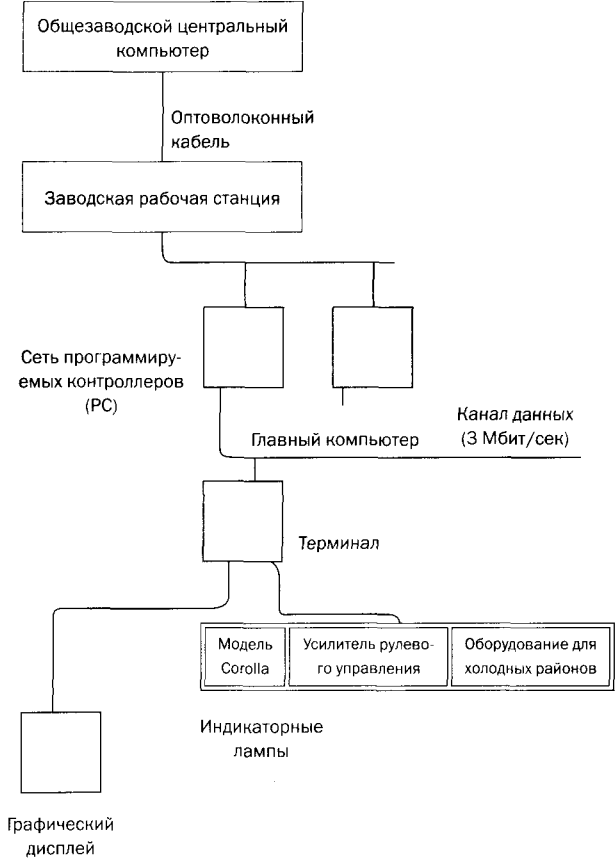 Общезаводской центральный
компьютер
Оптоволоконный
кабель
Заводская рабочая станция
Сеть программиру-
емых контроллеров
(PC)
Канал данных
(3 Мбит/сек)
Главный компьютер
Терминал
Модель
Corolla
Усилитель рулево-
го управления
Оборудование для
холодных районов
Индикаторные
лампы
Графический
дисплей